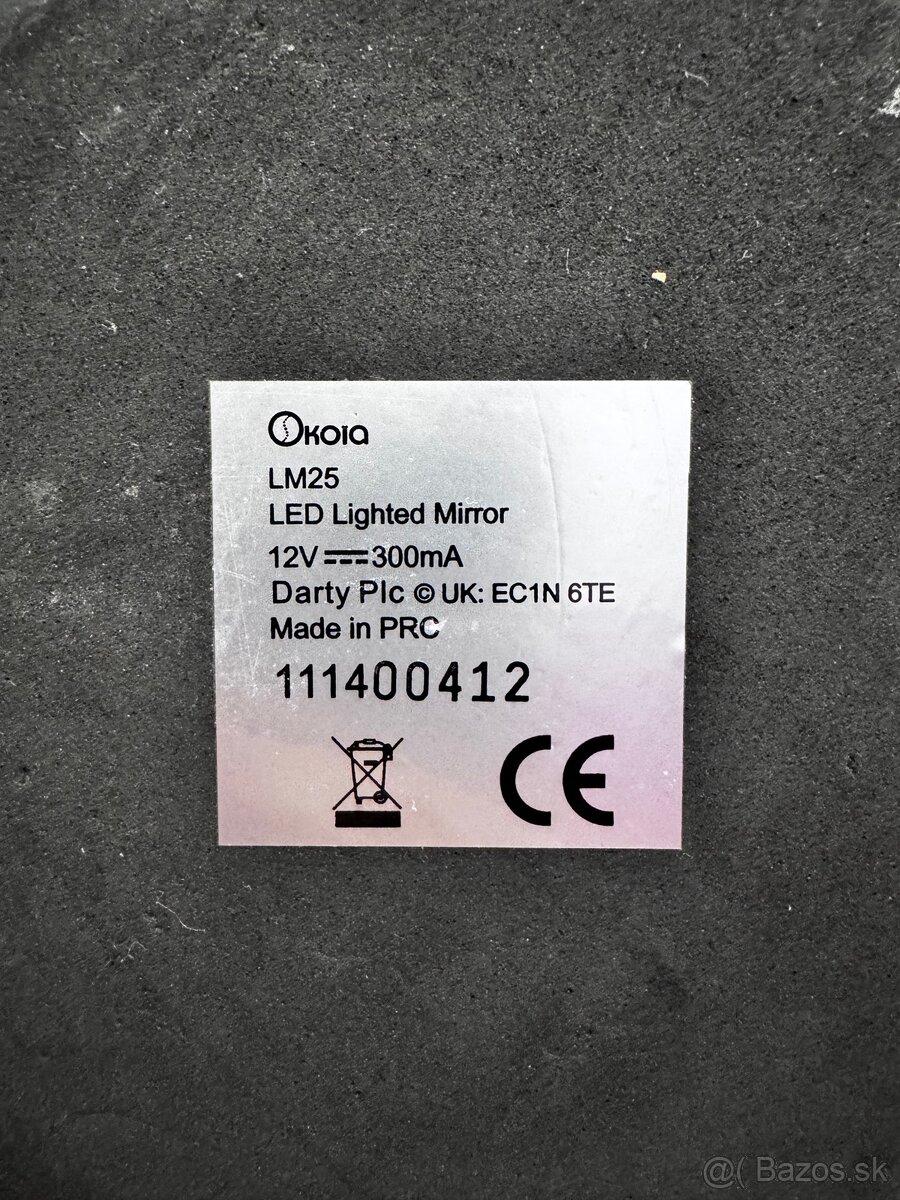 Okoia
LM25
LED Lighted Mirror
12V 300mA
Darty Plc © UK: EC1N 6TE
Made in PRC
111400412
CE
@( Bazos.sk